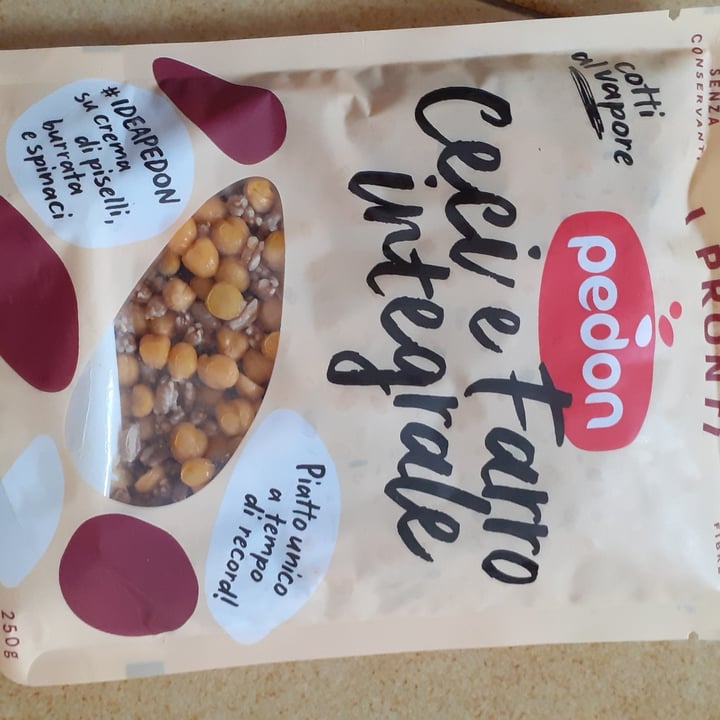 SENZA
CONSERVANTI
I PRONTI
FIBRE
cotti
al vapore
pedon
Ceci e farro
integrale
Piatto unico
a tempo
di record!
#IDEAPEDON
su crema
di piselli,
burrata
e spinaci
250g